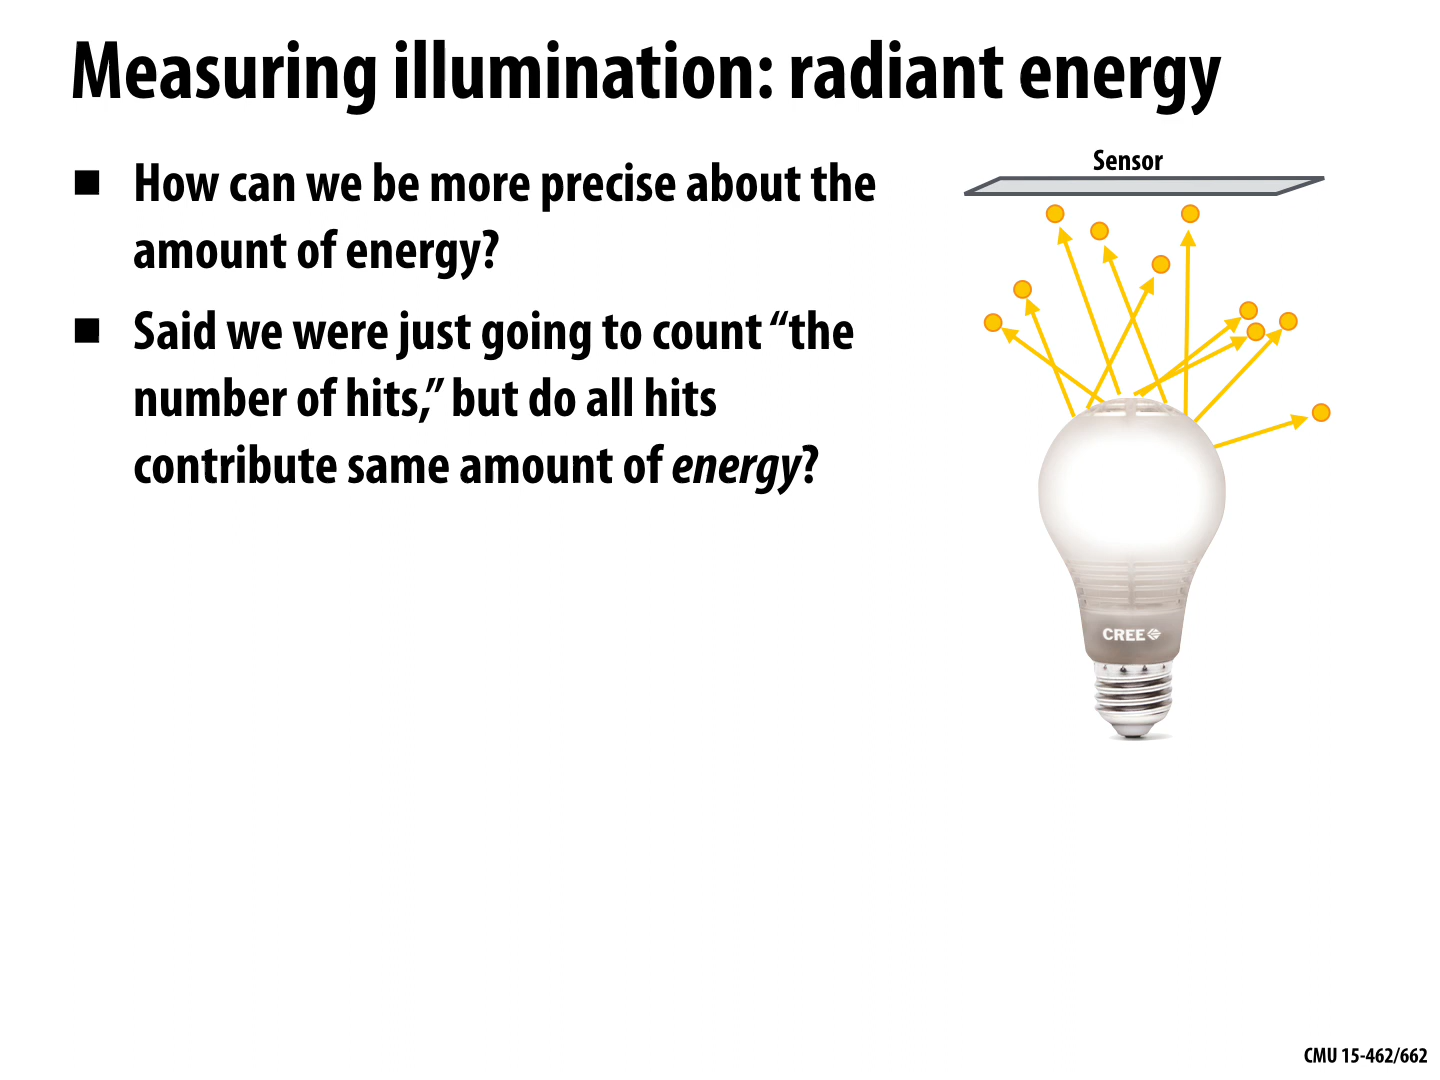 Measuring illumination: radiant energy
■ How can we be more precise about the
amount of energy?
■ Said we were just going to count “the
number of hits,” but do all hits
contribute same amount of energy?
Sensor
CREE
CMU 15-462/662